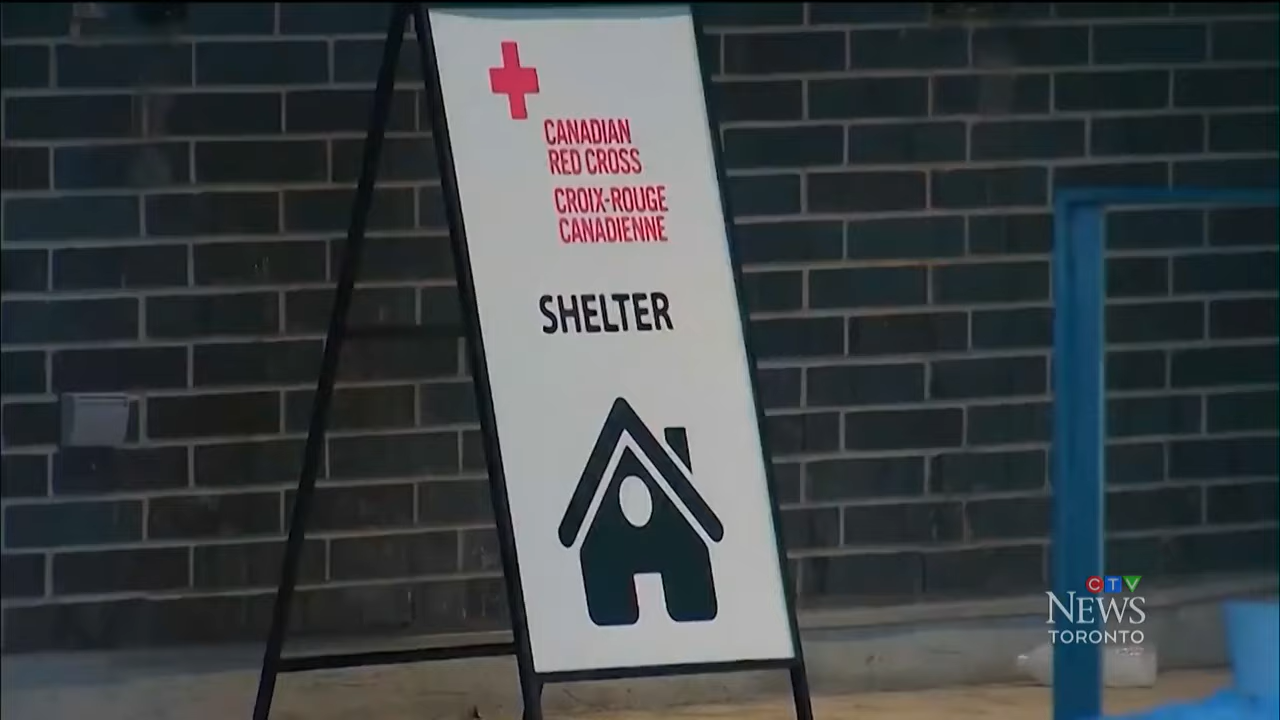 CANADIAN
RED CROSS
CROIX-ROUGE
CANADIENNE
SHELTER
CTV
NEWS
TORONTO